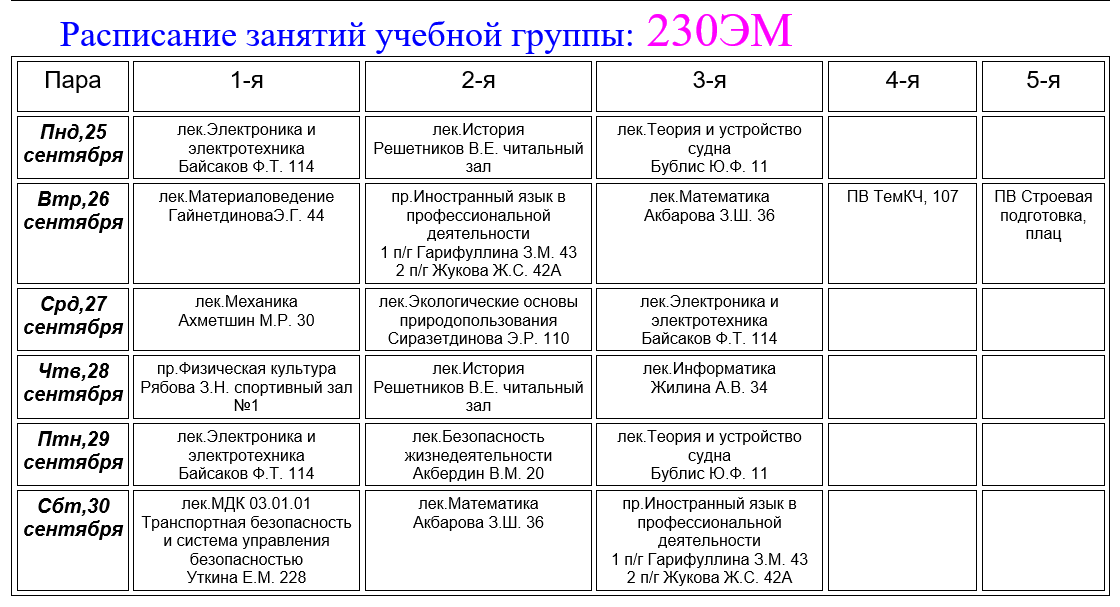 Расписание занятий учебной группы: 230ЭМ
Пара 1-я 2-я 3-я 4-я 5-я
Пнд,25
сентября
лек.Электроника и
электротехника
Байсаков Ф.Т. 114
лек.История
Решетников В.Е. читальный
зал
лек.Теория и устройство
судна
Бублис Ю.Ф. 11
Втр,26
сентября
лек.Материаловедение
ГайнетдиноваЭ.Г. 44
пр.Иностранный язык в
профессиональной
деятельности
1 п/г Гарифуллина З.М. 43
2 п/г Жукова Ж.С. 42А
лек.Математика
Акбарова З.Ш. 36
ПВ ТемКЧ, 107
ПВ Строевая
подготовка,
плац
Срд,27
сентября
лек.Механика
Ахметшин М.Р. 30
лек.Экологические основы
природопользования
Сиразетдинова Э.Р. 110
лек.Электроника и
электротехника
Байсаков Ф.Т. 114
Чтв,28
сентября
пр.Физическая культура
Рябова З.Н. спортивный зал
№1
лек.История
Решетников В.Е. читальный
зал
лек.Информатика
Жилина А.В. 34
Птн,29
сентября
лек.Электроника и
электротехника
Байсаков Ф.Т. 114
лек.Безопасность
жизнедеятельности
Акбердин В.М. 20
лек.Теория и устройство
судна
Бублис Ю.Ф. 11
Сбт,30
сентября
лек.МДК 03.01.01
Транспортная безопасность
и система управления
безопасностью
Уткина Е.М. 228
лек.Математика
Акбарова З.Ш. 36
пр.Иностранный язык в
профессиональной
деятельности
1 п/г Гарифуллина З.М. 43
2 п/г Жукова Ж.С. 42А